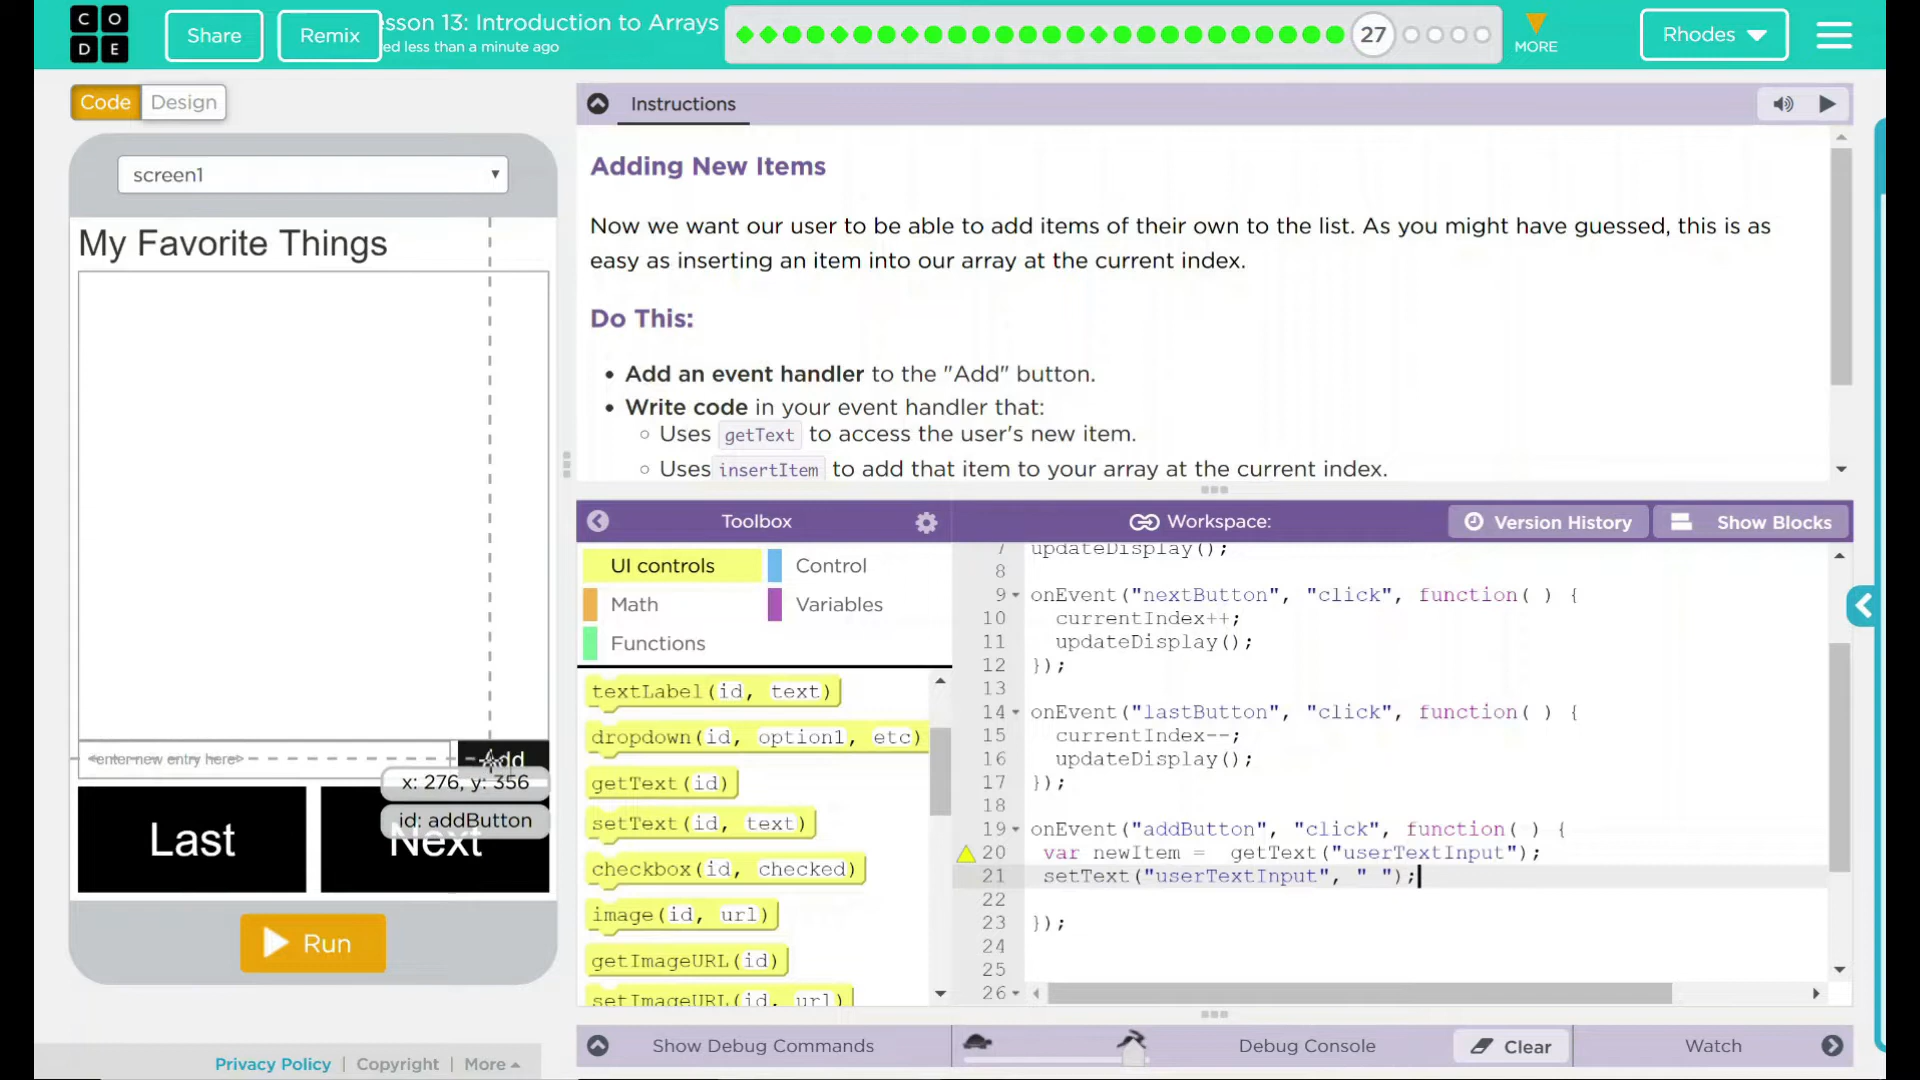 CODE
Share
Remix
esson 13: Introduction to Arrays
ed less than a minute ago
27
MORE
Rhodes
Code
Design
Instructions
screen1
My Favorite Things
Adding New Items
Now we want our user to be able to add items of their own to the list. As you might have guessed, this is as
easy as inserting an item into our array at the current index.
Do This:
• Add an event handler to the "Add" button.
• Write code in your event handler that:
○ Uses getText to access the user's new item.
○ Uses insertItem to add that item to your array at the current index.
Toolbox
Workspace:
Version History
Show Blocks
UI controls
Control
Math
Variables
Functions
textLabel(id, text)
dropdown(id, option1, etc)
getText(id)
setText(id, text)
checkbox(id, checked)
image(id, url)
getImageURL(id)
setImageURL(id, url)
7 updateDisplay();
8
9 onEvent("nextButton", "click", function( ) {
10 currentIndex++;
11 updateDisplay();
12 });
13
14 onEvent("lastButton", "click", function( ) {
15 currentIndex--;
16 updateDisplay();
17 });
18
19 onEvent("addButton", "click", function( ) {
20 var newItem =  getText("userTextInput");
21 setText("userTextInput", " ");
22
23 });
24
25
26
<enter new entry here>
Add
x: 276, y: 356
id: addButton
Last
Next
Run
Privacy Policy | Copyright | More
Show Debug Commands
Debug Console
Clear
Watch